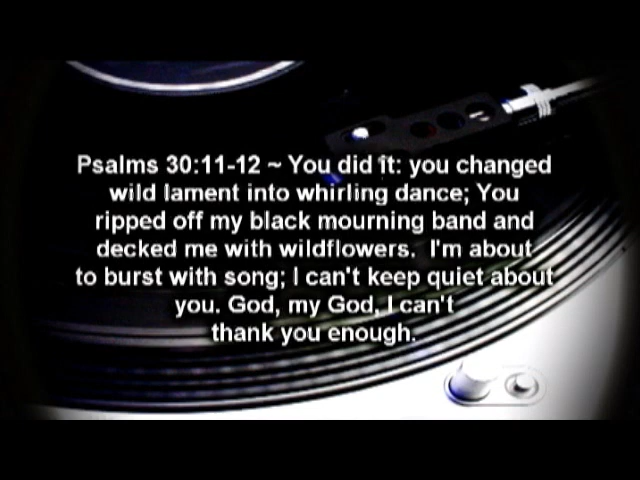 Psalms 30:11-12 ~ You did it: you changed
wild lament into whirling dance; You
ripped off my black mourning band and
decked me with wildflowers.  I'm about
to burst with song; I can't keep quiet about
you. God, my God, I can't
thank you enough.